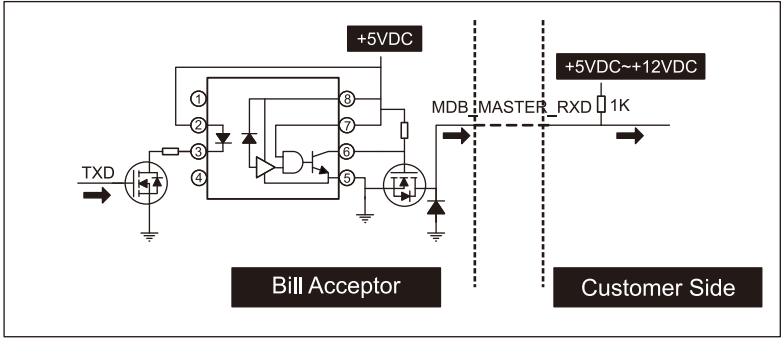 +5VDC
+5VDC~+12VDC
1
8
MDB_MASTER_RXD
1K
2
7
3
6
TXD
4
5
Bill Acceptor
Customer Side